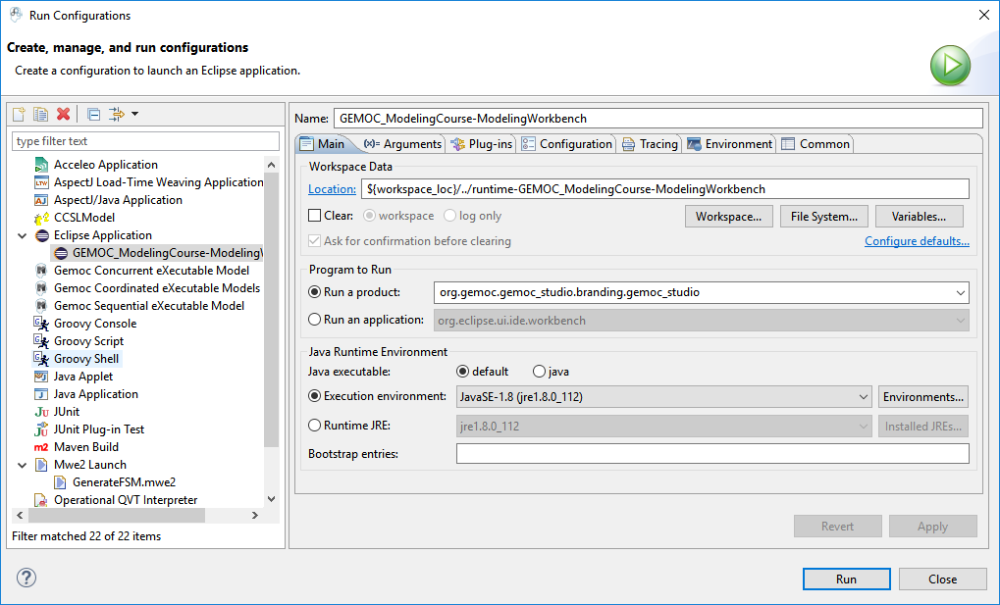 Run Configurations
Create, manage, and run configurations
Create a configuration to launch an Eclipse application.
type filter text
Acceleo Application
LTW AspectJ Load-Time Weaving Application
AJ AspectJ/Java Application
CCSLModel
Eclipse Application
GEMOC_ModelingCourse-Modeling
Gemoc Concurrent eXecutable Model
Gemoc Coordinated eXecutable Models
Gemoc Sequential eXecutable Model
Groovy Console
Groovy Script
Groovy Shell
Java Applet
Java Application
JU JUnit
JU JUnit Plug-in Test
m2 Maven Build
Mwe2 Launch
GenerateFSM.mwe2
Operational QVT Interpreter
Filter matched 22 of 22 items
Name: GEMOC_ModelingCourse-ModelingWorkbench
Main (x)= Arguments Plug-ins Configuration Tracing Environment Common
Workspace Data
Location: ${workspace_loc}/../runtime-GEMOC_ModelingCourse-ModelingWorkbench
Clear: workspace log only Workspace... File System... Variables...
Ask for confirmation before clearing Configure defaults...
Program to Run
Run a product: org.gemoc.gemoc_studio.branding.gemoc_studio
Run an application: org.eclipse.ui.ide.workbench
Java Runtime Environment
Java executable: default java
Execution environment: JavaSE-1.8 (jre1.8.0_112) Environments...
Runtime JRE: jre1.8.0_112 Installed JREs...
Bootstrap entries:
Revert Apply
? Run Close